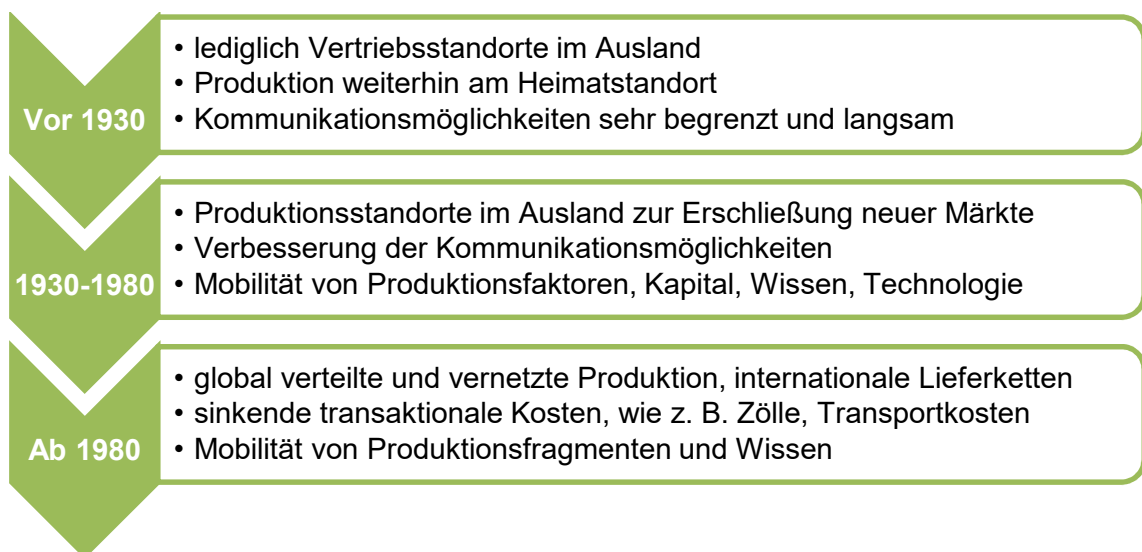 Vor 1930
• lediglich Vertriebsstandorte im Ausland
• Produktion weiterhin am Heimatstandort
• Kommunikationsmöglichkeiten sehr begrenzt und langsam
1930-1980
• Produktionsstandorte im Ausland zur Erschließung neuer Märkte
• Verbesserung der Kommunikationsmöglichkeiten
• Mobilität von Produktionsfaktoren, Kapital, Wissen, Technologie
Ab 1980
• global verteilte und vernetzte Produktion, internationale Lieferketten
• sinkende transaktionale Kosten, wie z. B. Zölle, Transportkosten
• Mobilität von Produktionsfragmenten und Wissen